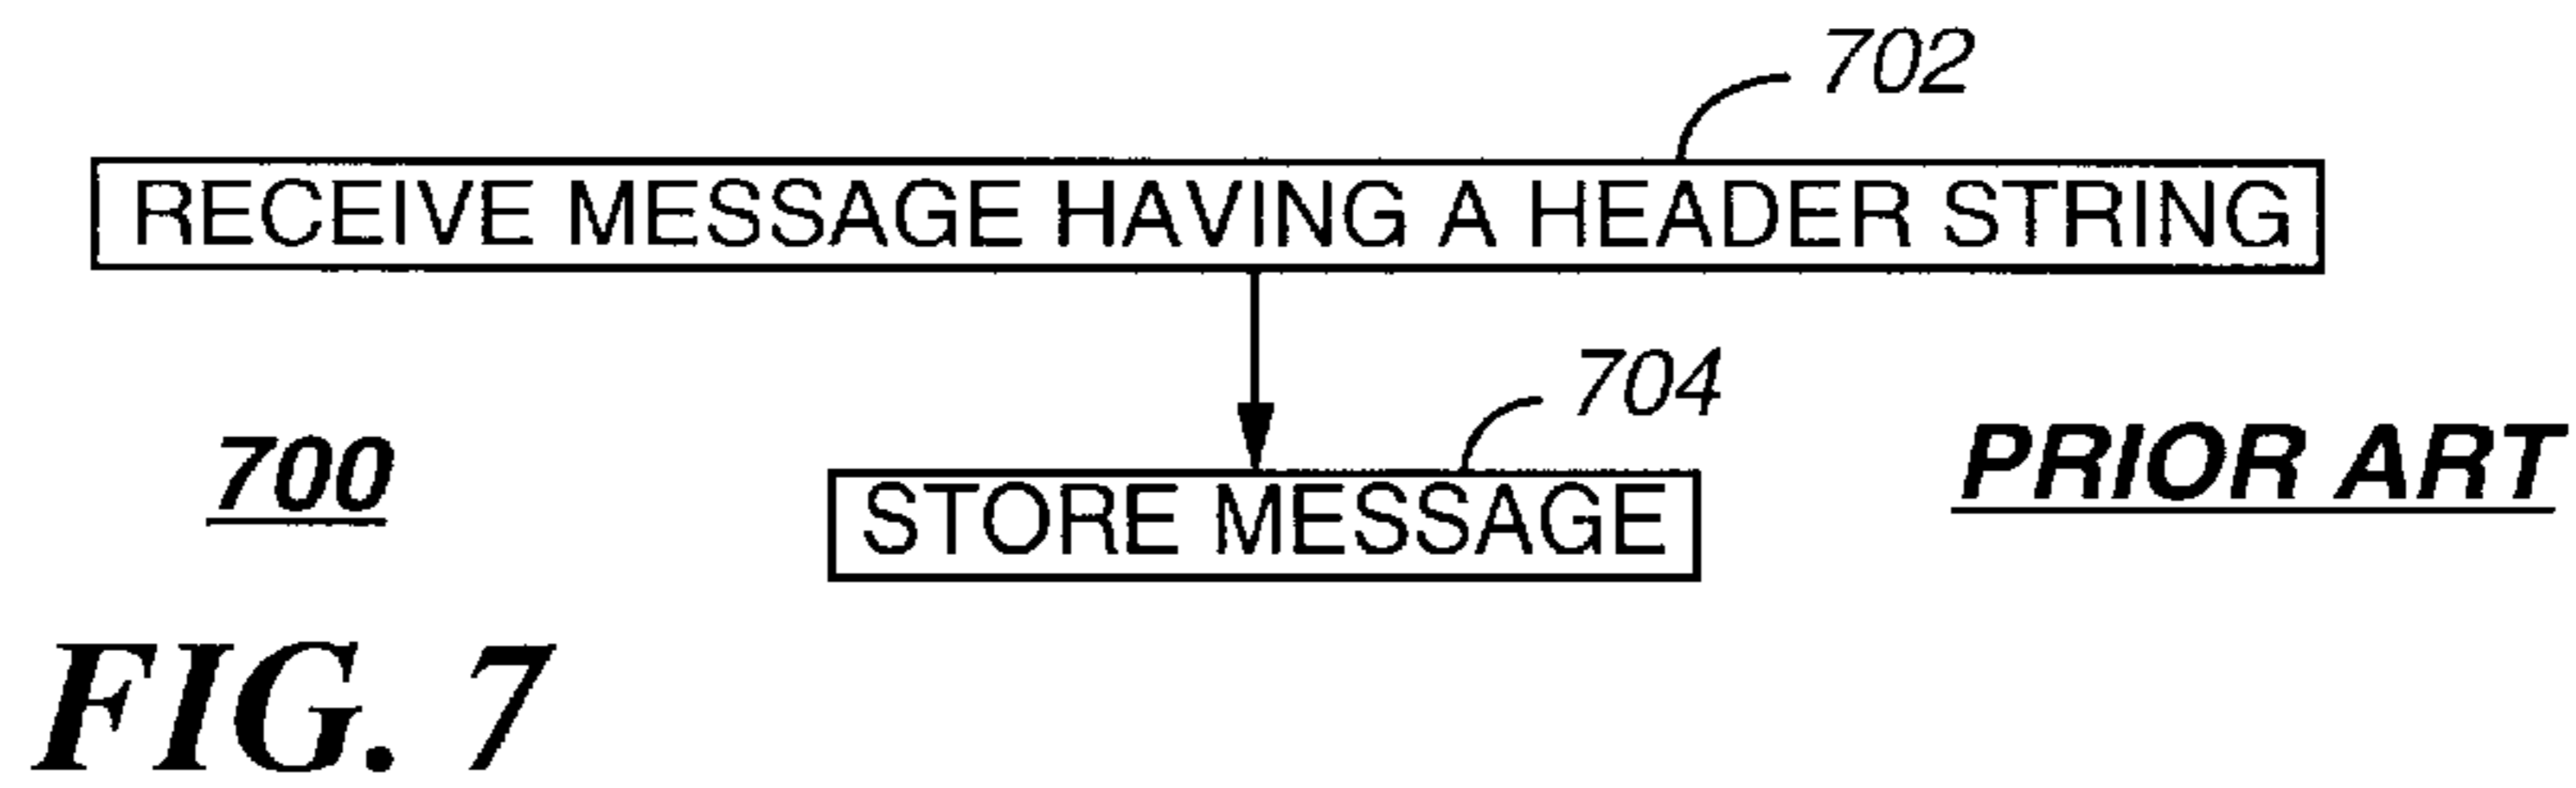 702
RECEIVE MESSAGE HAVING A HEADER STRING
704
700
PRIOR ART
STORE MESSAGE
FIG. 7